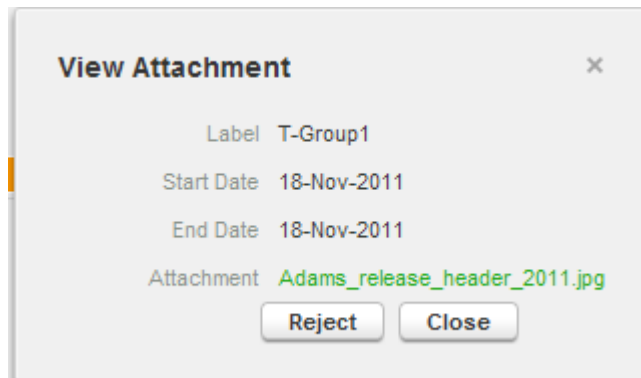 View Attachment ×
Label T-Group1
Start Date 18-Nov-2011
End Date 18-Nov-2011
Attachment Adams_release_header_2011.jpg
Reject Close